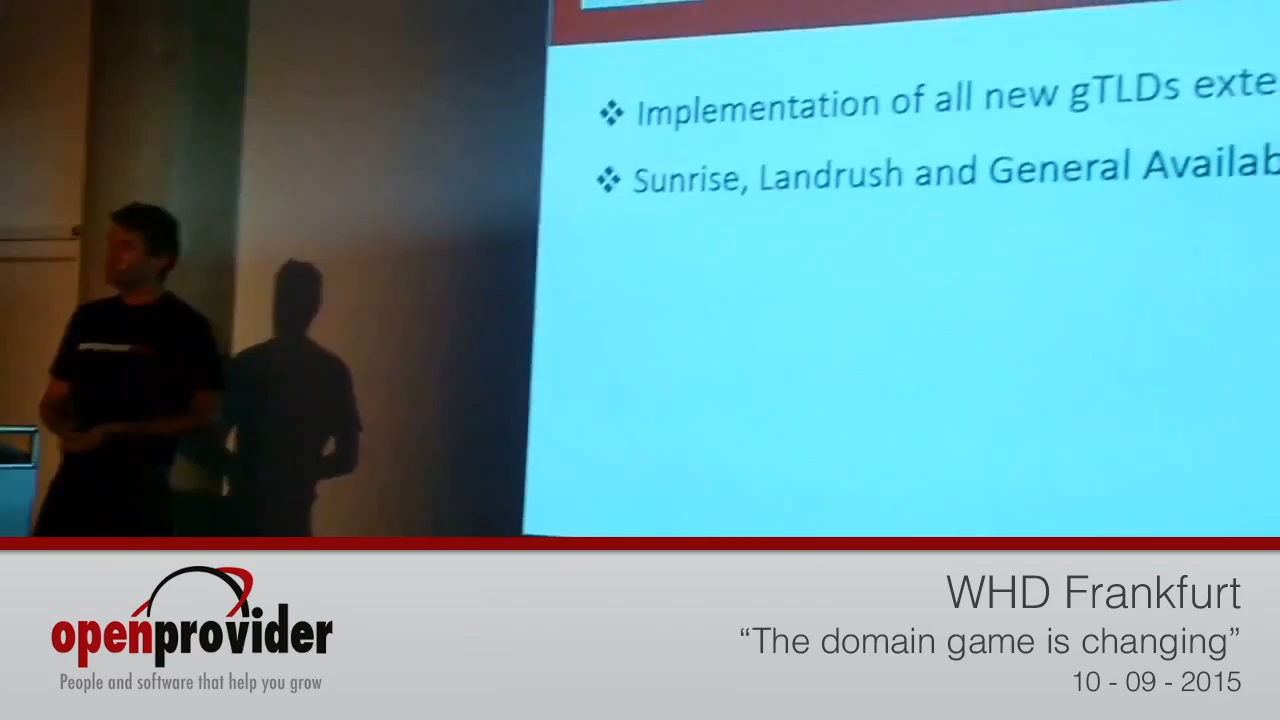 Implementation of all new gTLDs exte
Sunrise, Landrush and General Availab
openprovider
People and software that help you grow
WHD Frankfurt
“The domain game is changing”
10 - 09 - 2015